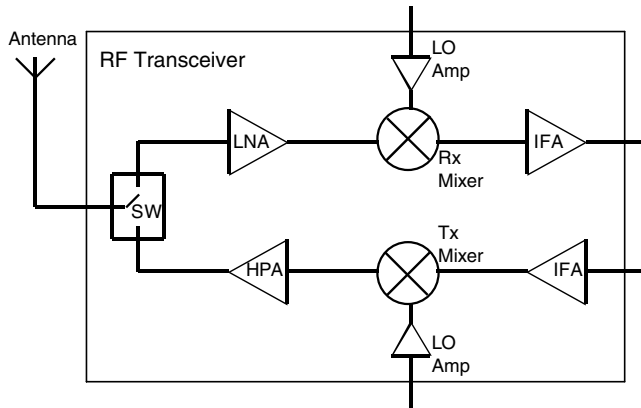 Antenna
RF Transceiver
LO
Amp
LNA
Rx
Mixer
IFA
SW
Tx
Mixer
HPA
IFA
LO
Amp